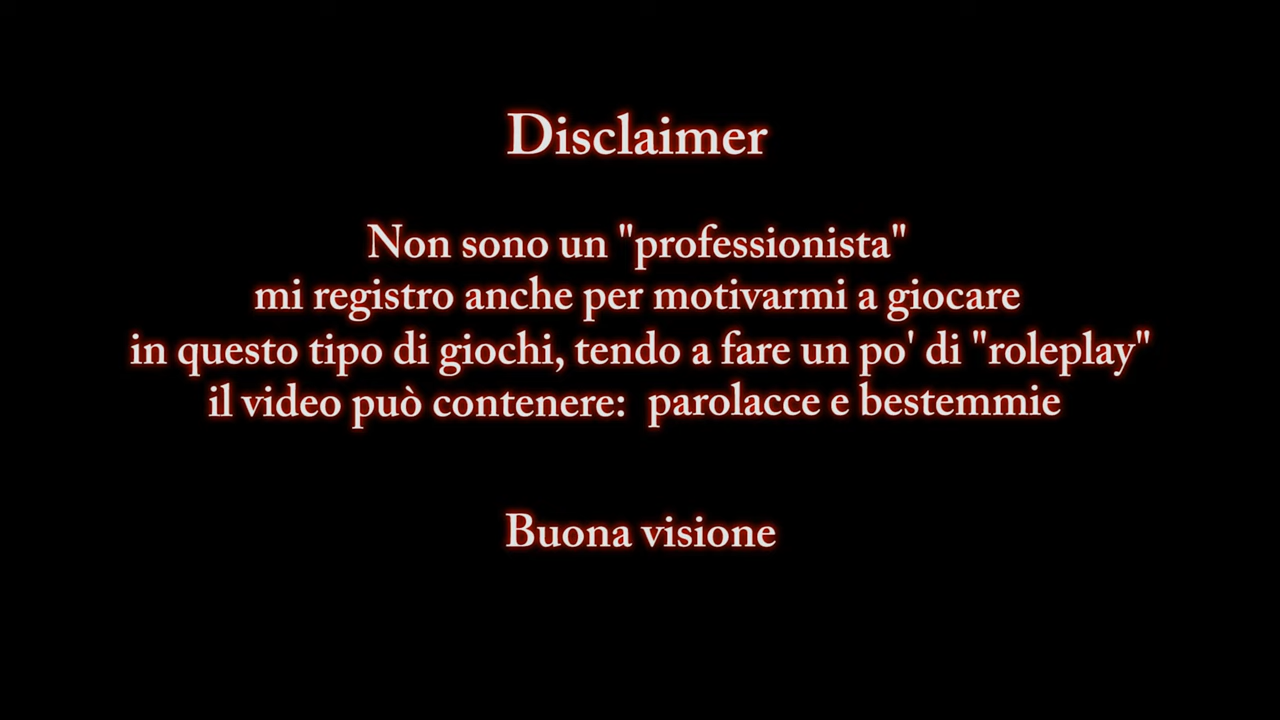 Disclaimer
Non sono un "professionista"
mi registro anche per motivarmi a giocare
in questo tipo di giochi, tendo a fare un po' di "roleplay"
il video può contenere: parolacce e bestemmie
Buona visione